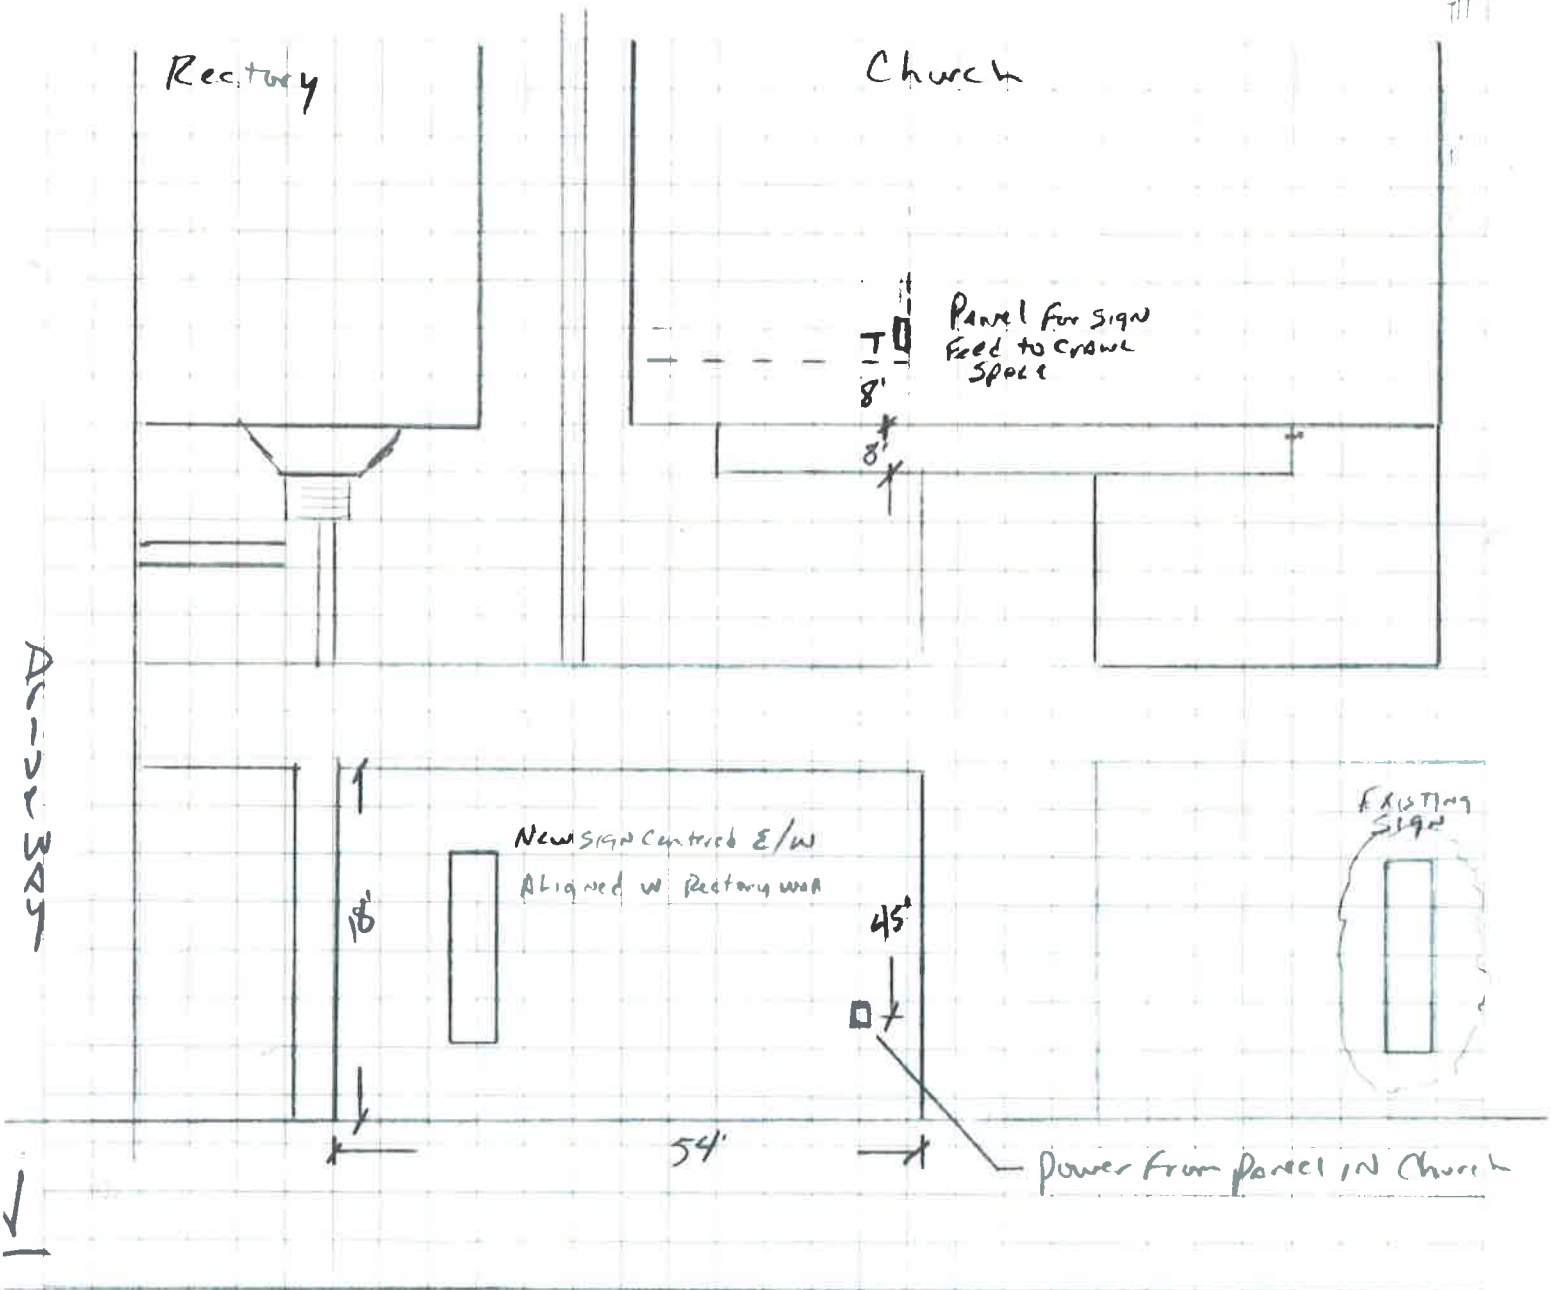 Rectory
Church
Panel for sign
Feed to crawl
space
8'
8'
Driveway
New sign centered E/W
Aligned w Rectory wall
Existing
sign
18'
45'
54'
power from panel in Church